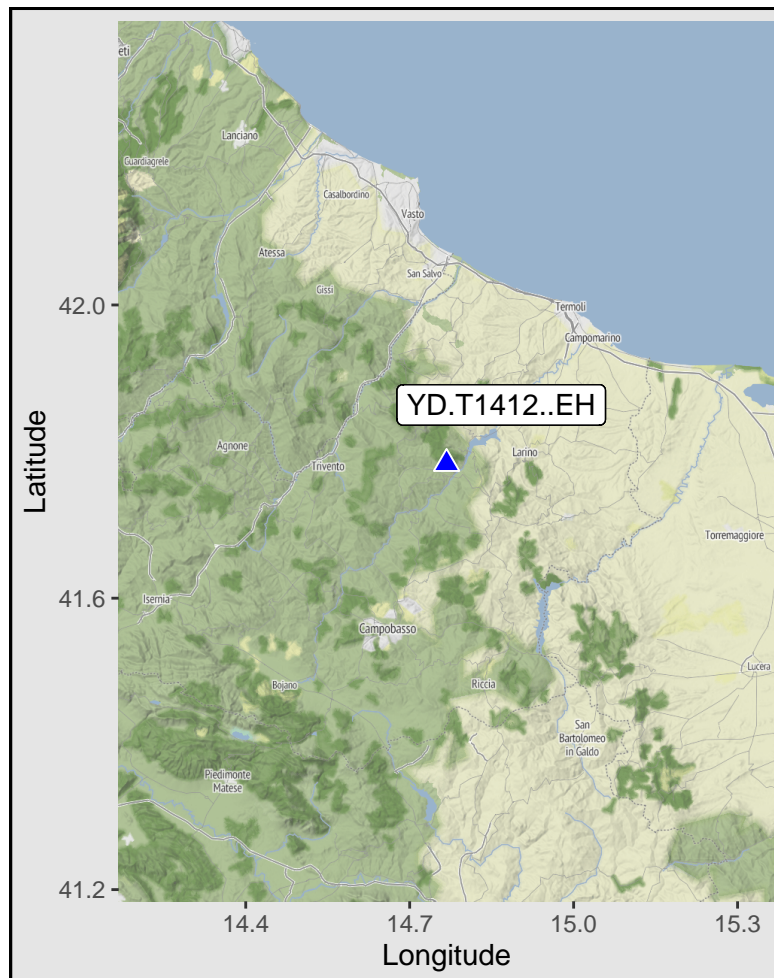 eti
Lanciano
Guardiagrele
Casalbordino
Vasto
Atessa
San Salvo
Gissi
42.0
Termoli
Campomarino
YD.T1412..EH
Agnone
Trivento
Larino
Latitude
Torremaggiore
41.6
Isernia
Campobasso
Lucera
Bojano
Riccia
San
Bartolomeo
in Galdo
Piedimonte
Matese
41.2
14.4 14.7 15.0 15.3
Longitude